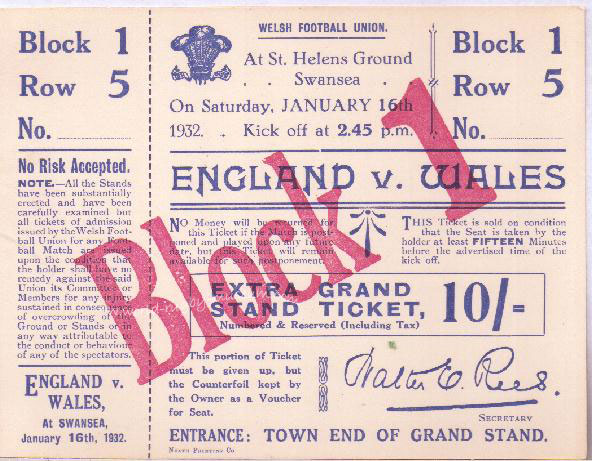 Block 1
Row 5
No.
No Risk Accepted.
NOTE.—All the Stands
have been substantially
erected and have been
carefully examined but
all tickets of admission
issued by the Welsh Foot-
ball Union for any Foot-
ball Match are issued
upon the condition that
the holder shall have no
remedy against the said
Union its Committee or
Members for any injury
sustained in consequence
of overcrowding of the
Ground or Stands or in
any way attributable to
the conduct or behaviour
of any of the spectators.
ENGLAND v.
WALES,
At SWANSEA,
January 16th, 1932.
WELSH FOOTBALL UNION.
At St. Helens Ground
Swansea
On Saturday, JANUARY 16th
1932. Kick off at 2.45 p.m.
Block 1
Row 5
No.
ENGLAND v. WALES
NO Money will be returned for
this Ticket if the Match is post-
poned and played upon any future
date, but this Ticket will remain
available for such postponement.
THIS Ticket is sold on condition
that the Seat is taken by the
holder at least FIFTEEN Minutes
before the advertised time of the
kick off.
EXTRA GRAND
STAND TICKET,
Numbered & Reserved (Including Tax)
10/-
This portion of Ticket
must be given up, but
the Counterfoil kept by
the Owner as a Voucher
for Seat.
Walter E. Rees.
SECRETARY
ENTRANCE: TOWN END OF GRAND STAND.
NEATH PRINTING Co
Block 1